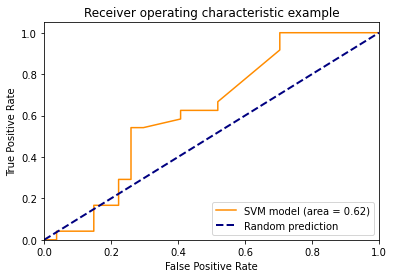 Receiver operating characteristic example
True Positive Rate
1.0
0.8
0.6
0.4
0.2
0.0
SVM model (area = 0.62)
Random prediction
0.0 0.2 0.4 0.6 0.8 1.0
False Positive Rate